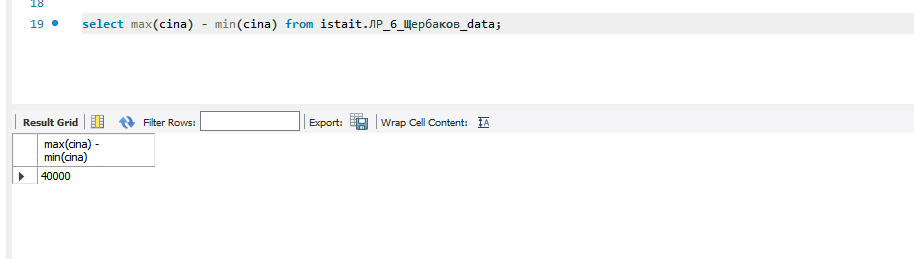 18
19 select max(cina) - min(cina) from istait.ЛР_6_Щербаков_data;
Result Grid Filter Rows: Export: Wrap Cell Content:
max(cina) -
min(cina)
40000